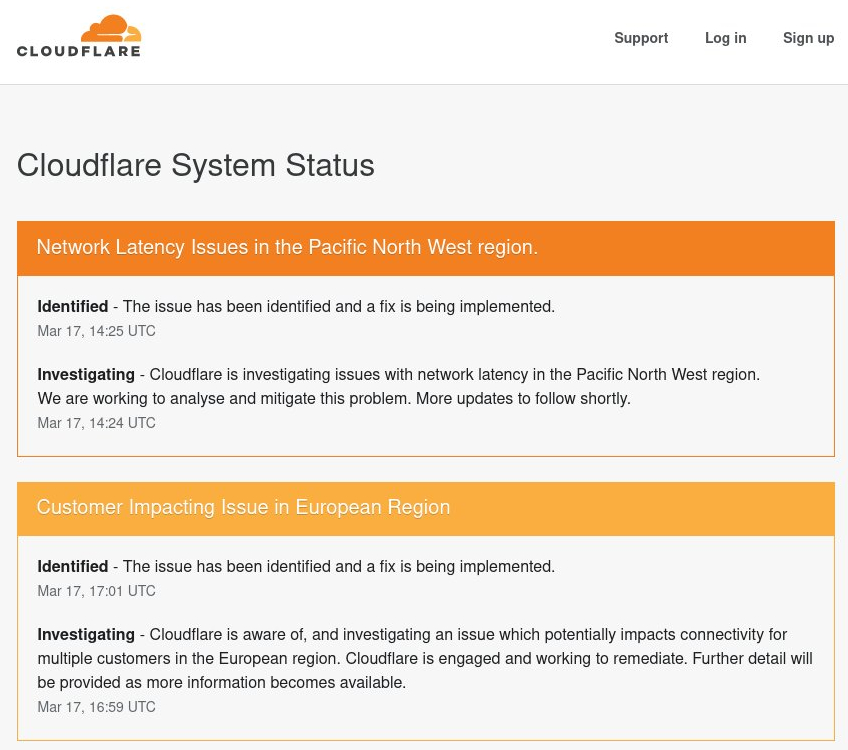 CLOUDFLARE
Support Log in Sign up
Cloudflare System Status
Network Latency Issues in the Pacific North West region.
Identified - The issue has been identified and a fix is being implemented.
Mar 17, 14:25 UTC
Investigating - Cloudflare is investigating issues with network latency in the Pacific North West region.
We are working to analyse and mitigate this problem. More updates to follow shortly.
Mar 17, 14:24 UTC
Customer Impacting Issue in European Region
Identified - The issue has been identified and a fix is being implemented.
Mar 17, 17:01 UTC
Investigating - Cloudflare is aware of, and investigating an issue which potentially impacts connectivity for
multiple customers in the European region. Cloudflare is engaged and working to remediate. Further detail will
be provided as more information becomes available.
Mar 17, 16:59 UTC